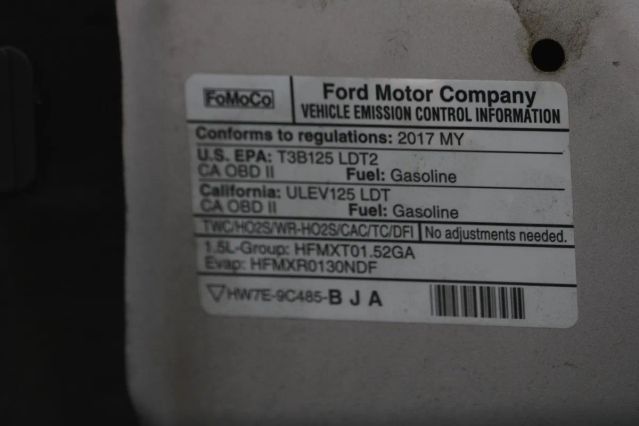 FoMoCo
Ford Motor Company
VEHICLE EMISSION CONTROL INFORMATION
Conforms to regulations: 2017 MY
U.S. EPA: T3B125 LDT2
CA OBD II Fuel: Gasoline
California: ULEV125 LDT
CA OBD II Fuel: Gasoline
TWC/HO2S/WR-HO2S/CAC/TC/DFI No adjustments needed.
1.5L-Group: HFMXT01.52GA
Evap: HFMXR0130NDF
HW7E-9C485-B J A